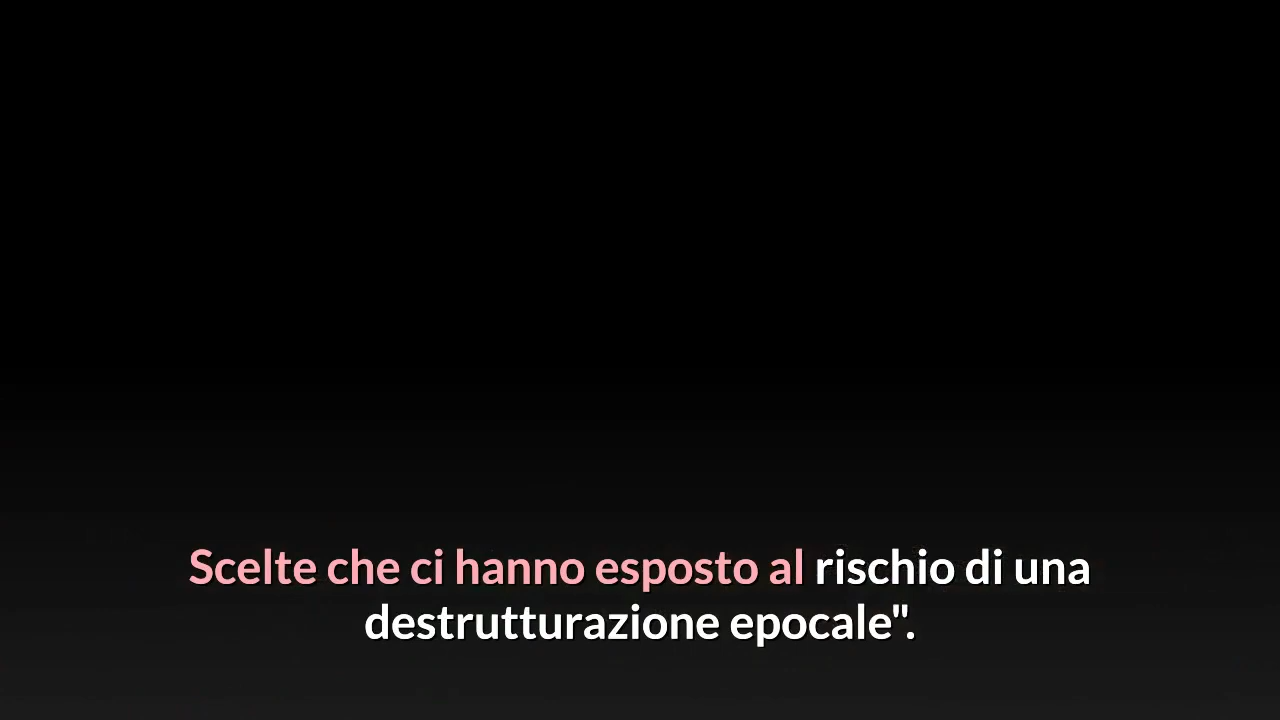 Scelte che ci hanno esposto al rischio di una
destrutturazione epocale".